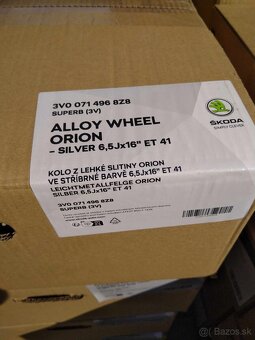 3V0 071 496 8Z8
SUPERB (3V)
ALLOY WHEEL
ORION
- SILVER 6,5Jx16" ET 41
ŠKODA
SIMPLY CLEVER
KOLO Z LEHKÉ SLITINY ORION
VE STŘÍBRNÉ BARVĚ 6,5Jx16" ET 41
LEICHTMETALLFELGE ORION
SILBER 6,5Jx16" ET 41
3V0 071 496 8Z8
SUPERB (3V)
bazos.sk